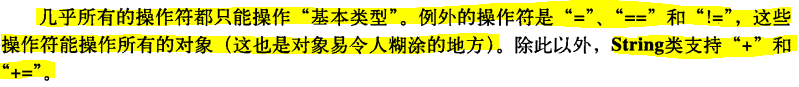 几乎所有的操作符都只能操作“基本类型”。例外的操作符是“=”、“==”和“!=”，这些
操作符能操作所有的对象（这也是对象易令人糊涂的地方）。除此以外，String类支持“+”和
“+=”。